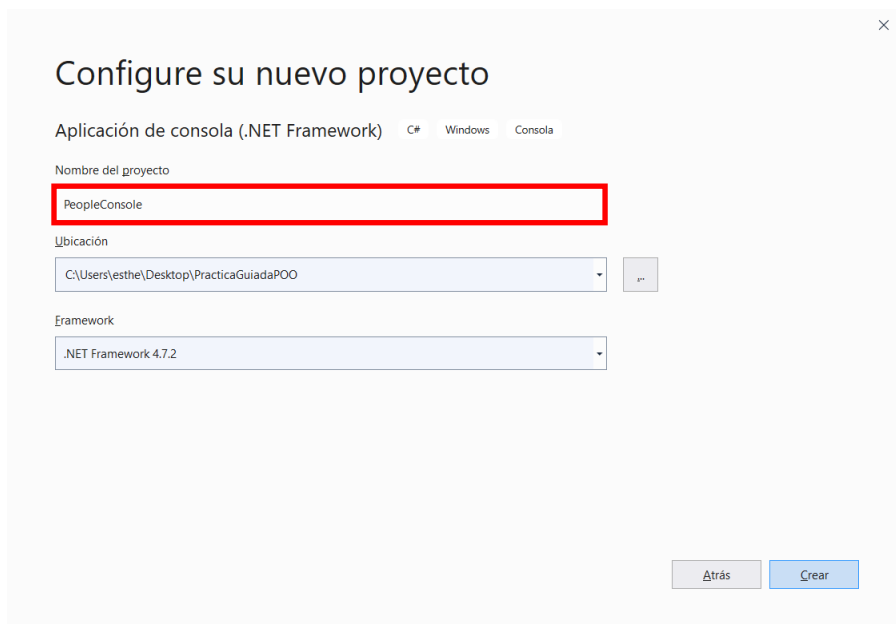 Configure su nuevo proyecto
Aplicación de consola (.NET Framework) C# Windows Consola
Nombre del proyecto
PeopleConsole
Ubicación
C:\Users\esthe\Desktop\PracticaGuiadaPOO
...
Framework
.NET Framework 4.7.2
Atrás Crear